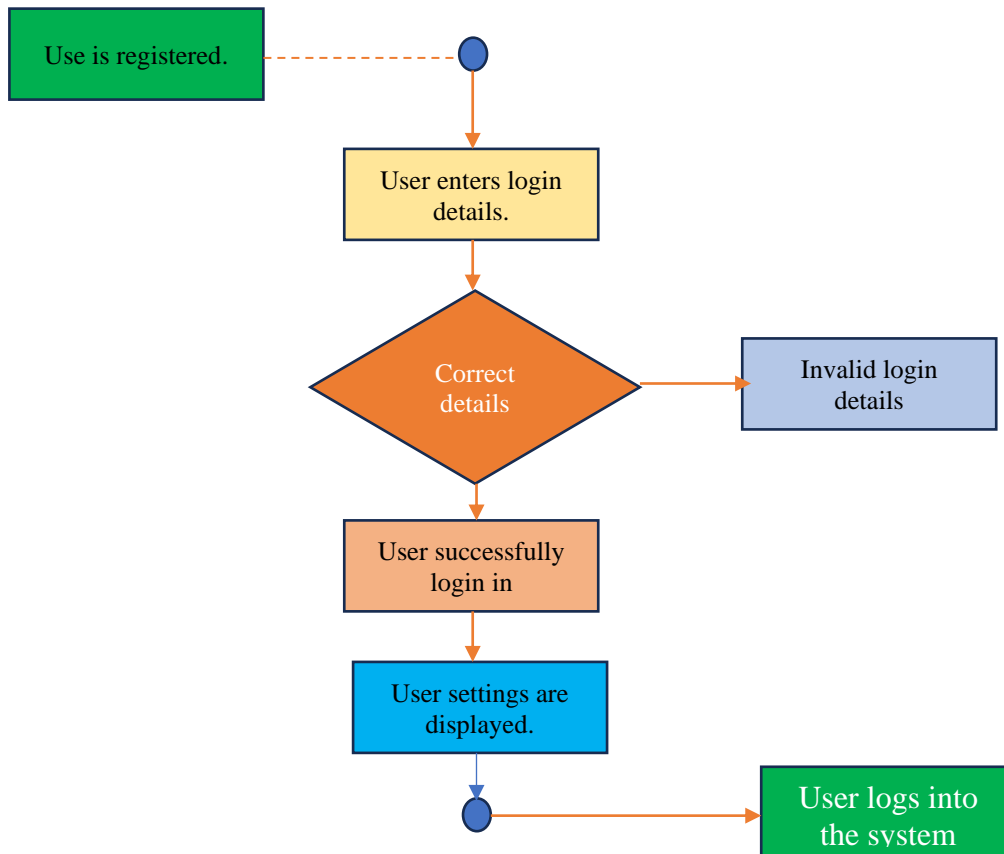 Use is registered.
User enters login
details.
Correct
details
Invalid login
details
User successfully
login in
User settings are
displayed.
User logs into
the system